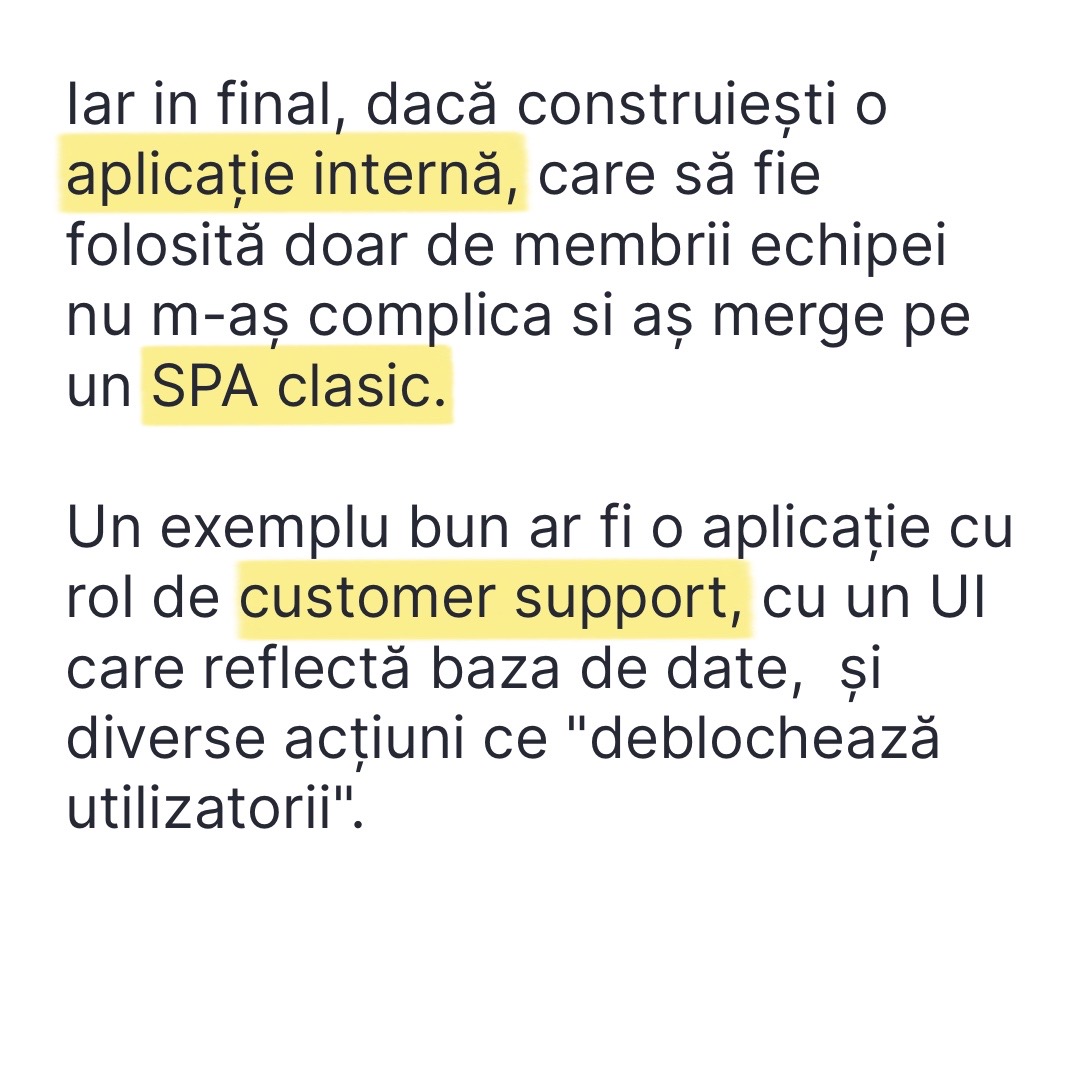 Iar in final, dacă construiești o
aplicație internă, care să fie
folosită doar de membrii echipei
nu m-aș complica si aș merge pe
un SPA clasic.
Un exemplu bun ar fi o aplicație cu
rol de customer support, cu un UI
care reflectă baza de date,  și
diverse acțiuni ce "deblochează
utilizatorii".